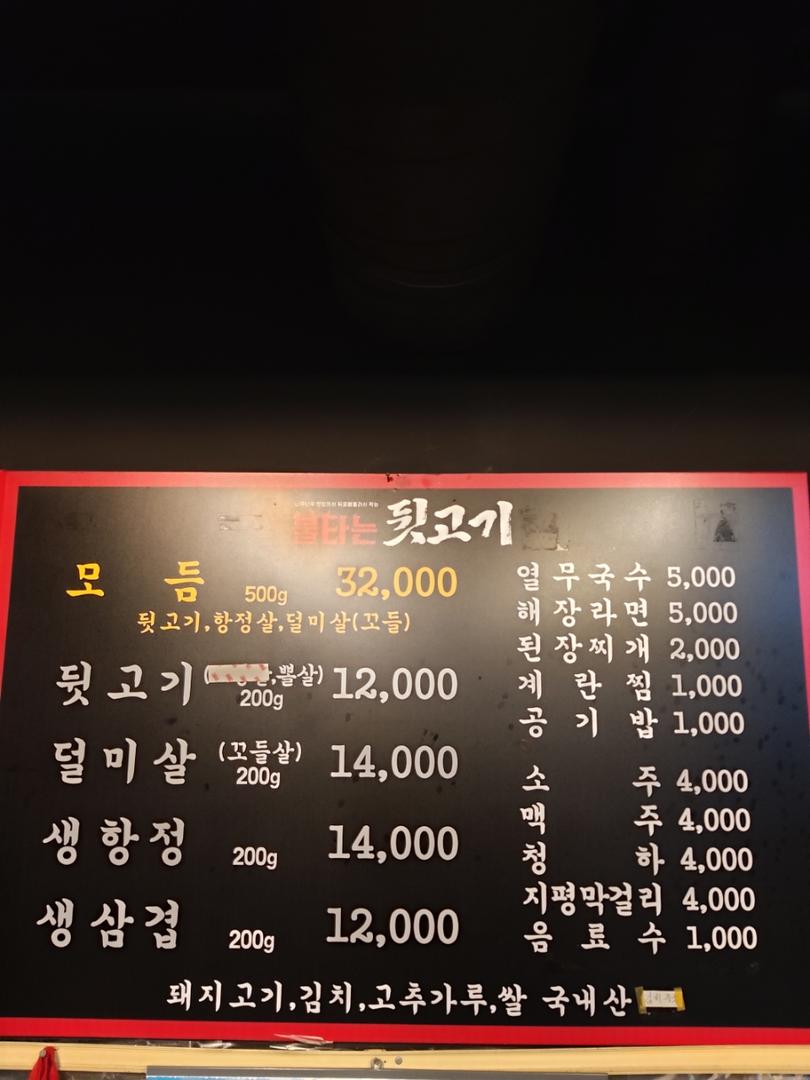 불타는 뒷고기
모듬 500g 32,000
뒷고기,항정살,덜미살(꼬들)
뒷고기 ,뽈살) 200g 12,000
덜미살 (꼬들살) 200g 14,000
생항정 200g 14,000
생삼겹 200g 12,000
열무국수 5,000
해장라면 5,000
된장찌개 2,000
계란찜 1,000
공기밥 1,000
소주 4,000
맥주 4,000
청하 4,000
지평막걸리 4,000
음료수 1,000
돼지고기,김치,고추가루,쌀 국내산